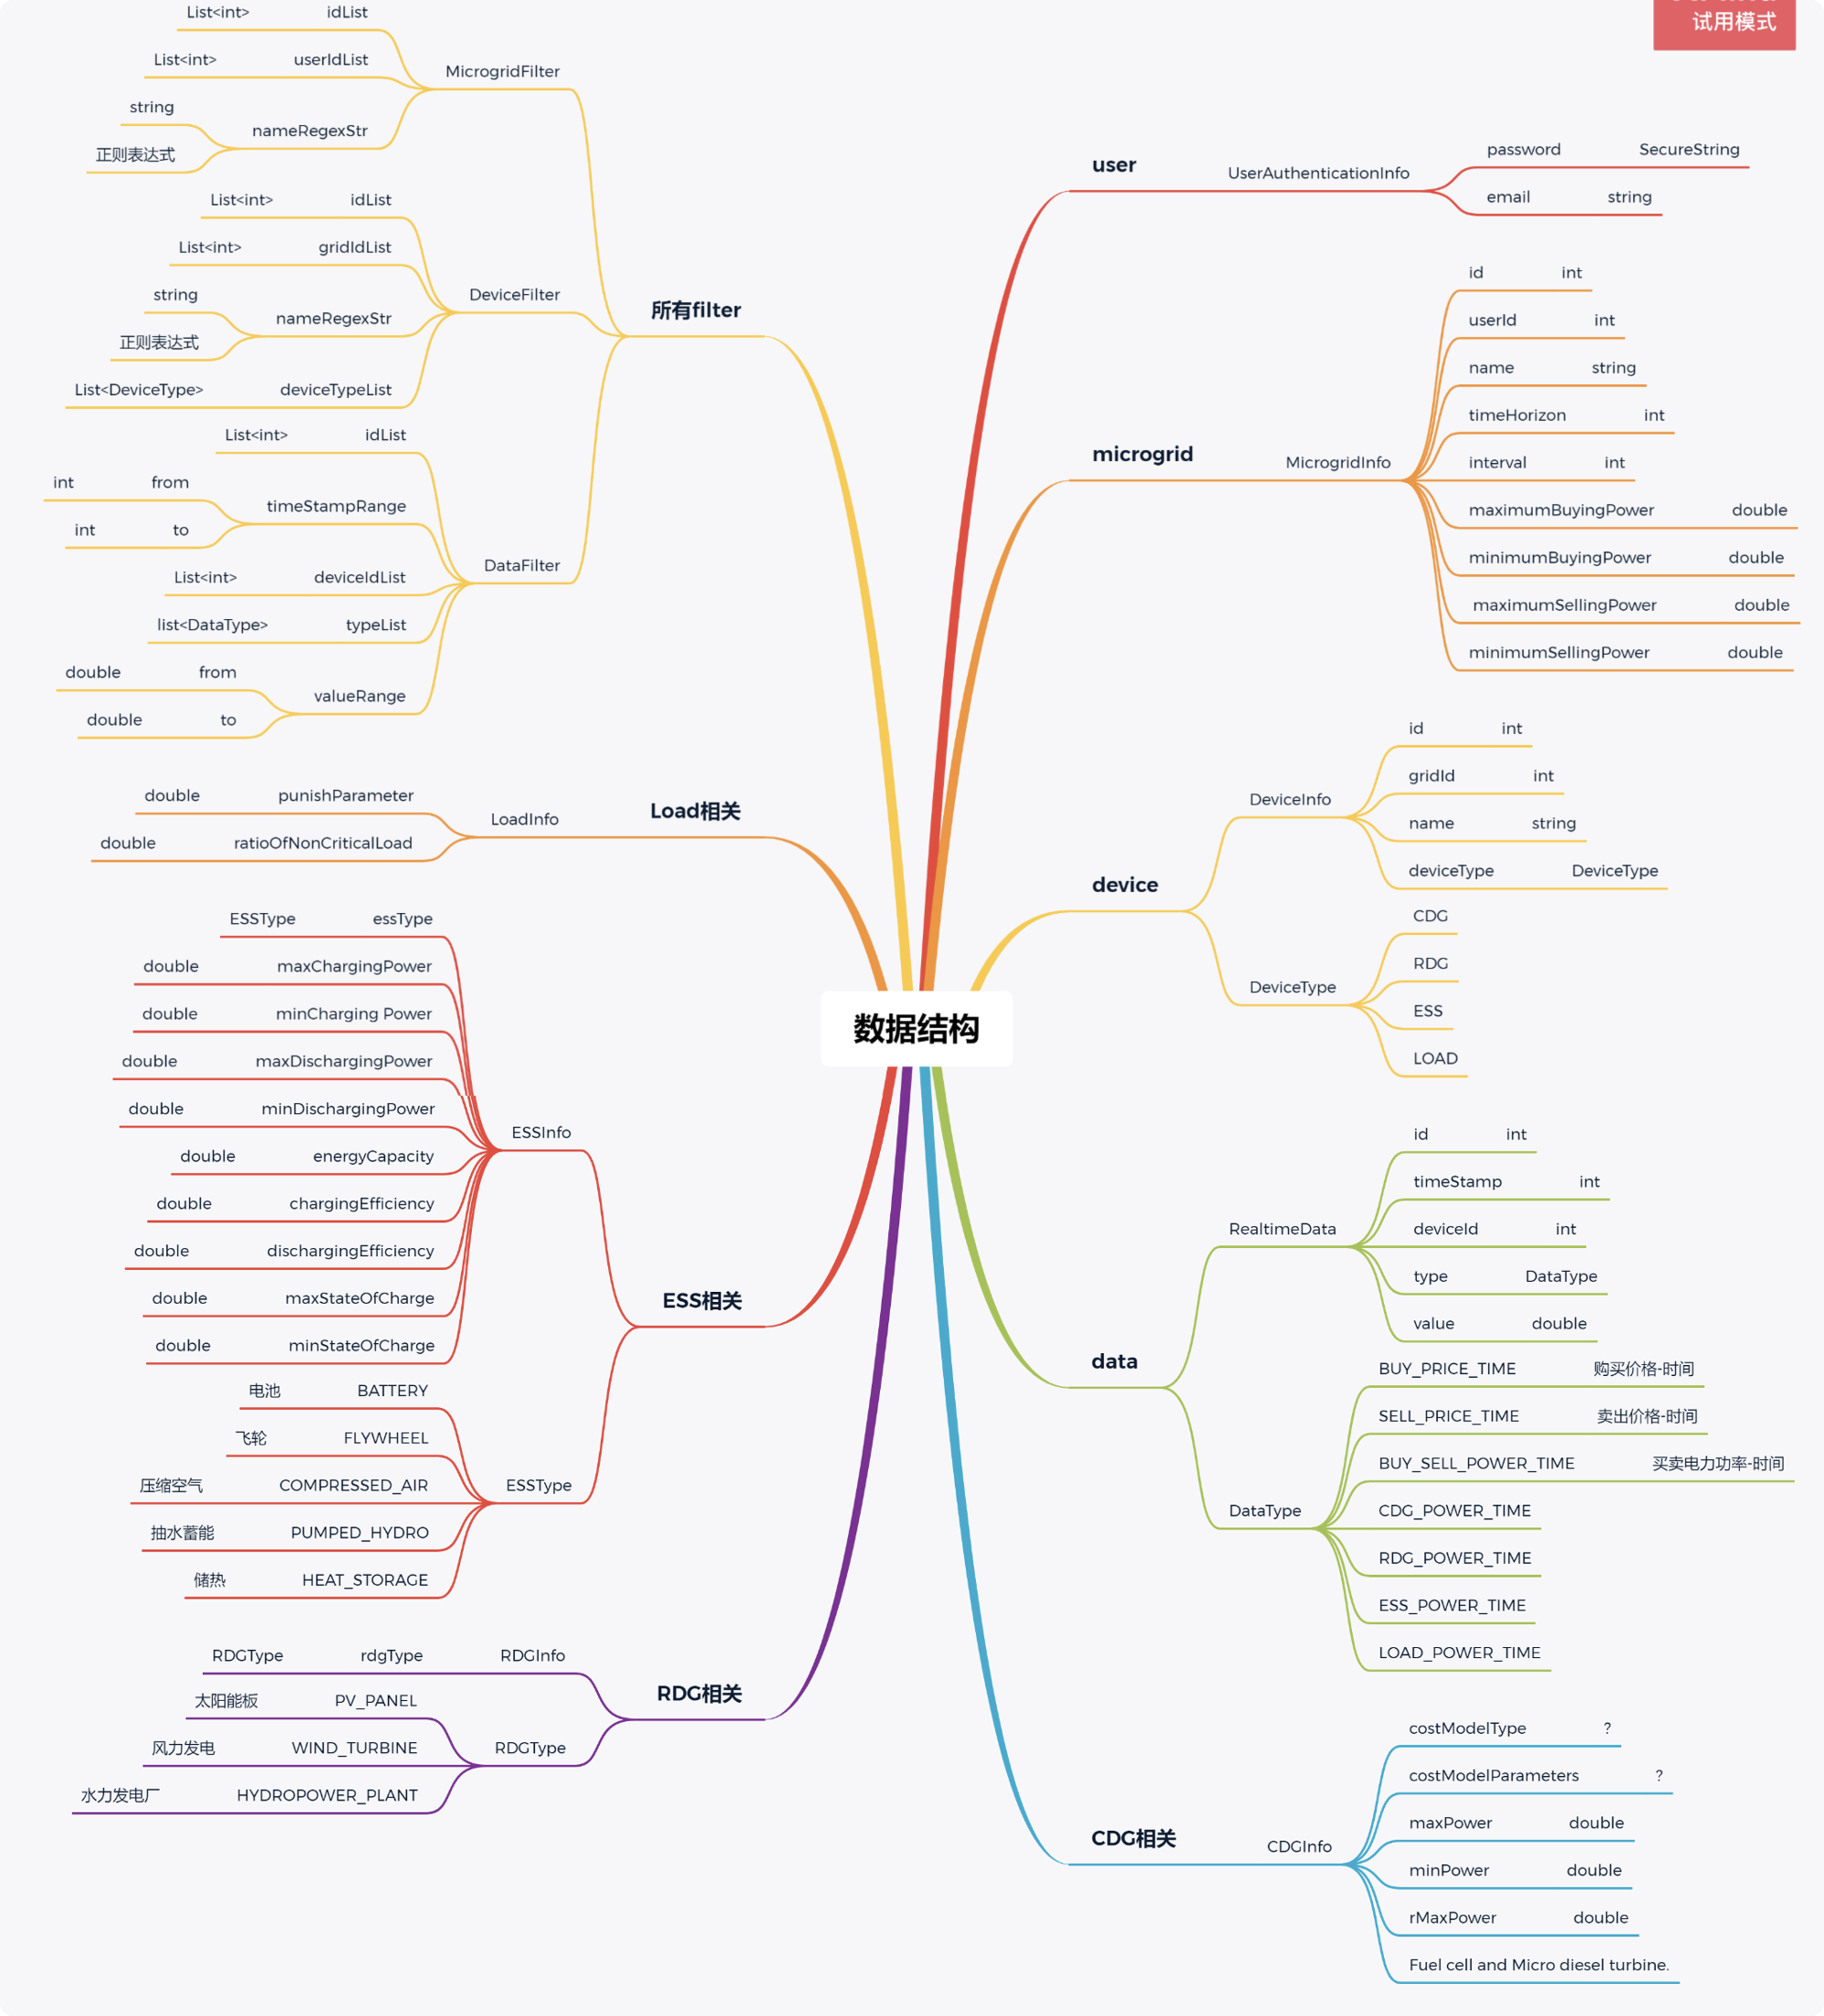 试用模式
数据结构
user
UserAuthenticationInfo
password SecureString
email string
microgrid
MicrogridInfo
id int
userId int
name string
timeHorizon int
interval int
maximumBuyingPower double
minimumBuyingPower double
maximumSellingPower double
minimumSellingPower double
device
DeviceInfo
id int
gridId int
name string
deviceType DeviceType
DeviceType
CDG
RDG
ESS
LOAD
data
RealtimeData
id int
timeStamp int
deviceId int
type DataType
value double
DataType
BUY_PRICE_TIME 购买价格-时间
SELL_PRICE_TIME 卖出价格-时间
BUY_SELL_POWER_TIME 买卖电力功率-时间
CDG_POWER_TIME
RDG_POWER_TIME
ESS_POWER_TIME
LOAD_POWER_TIME
CDG相关
CDGInfo
costModelType ?
costModelParameters ?
maxPower double
minPower double
rMaxPower double
Fuel cell and Micro diesel turbine.
所有filter
MicrogridFilter
List<int> idList
List<int> userIdList
nameRegexStr
string
正则表达式
DeviceFilter
List<int> idList
List<int> gridIdList
nameRegexStr
string
正则表达式
List<DeviceType> deviceTypeList
DataFilter
List<int> idList
timeStampRange
int from
int to
List<int> deviceIdList
list<DataType> typeList
valueRange
double from
double to
Load相关
LoadInfo
double punishParameter
double ratioOfNonCriticalLoad
ESS相关
ESSInfo
ESSType essType
double maxChargingPower
double minCharging Power
double maxDischargingPower
double minDischargingPower
double energyCapacity
double chargingEfficiency
double dischargingEfficiency
double maxStateOfCharge
double minStateOfCharge
ESSType
电池 BATTERY
飞轮 FLYWHEEL
压缩空气 COMPRESSED_AIR
抽水蓄能 PUMPED_HYDRO
储热 HEAT_STORAGE
RDG相关
RDGType rdgType RDGInfo
RDGType
太阳能板 PV_PANEL
风力发电 WIND_TURBINE
水力发电厂 HYDROPOWER_PLANT